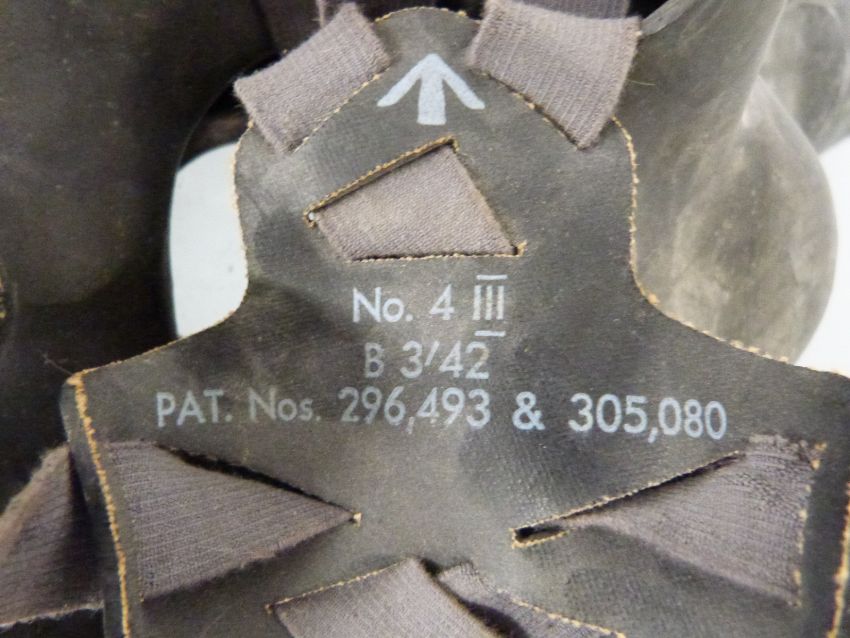 No. 4 III
B 3/42
PAT. Nos. 296,493 & 305,080